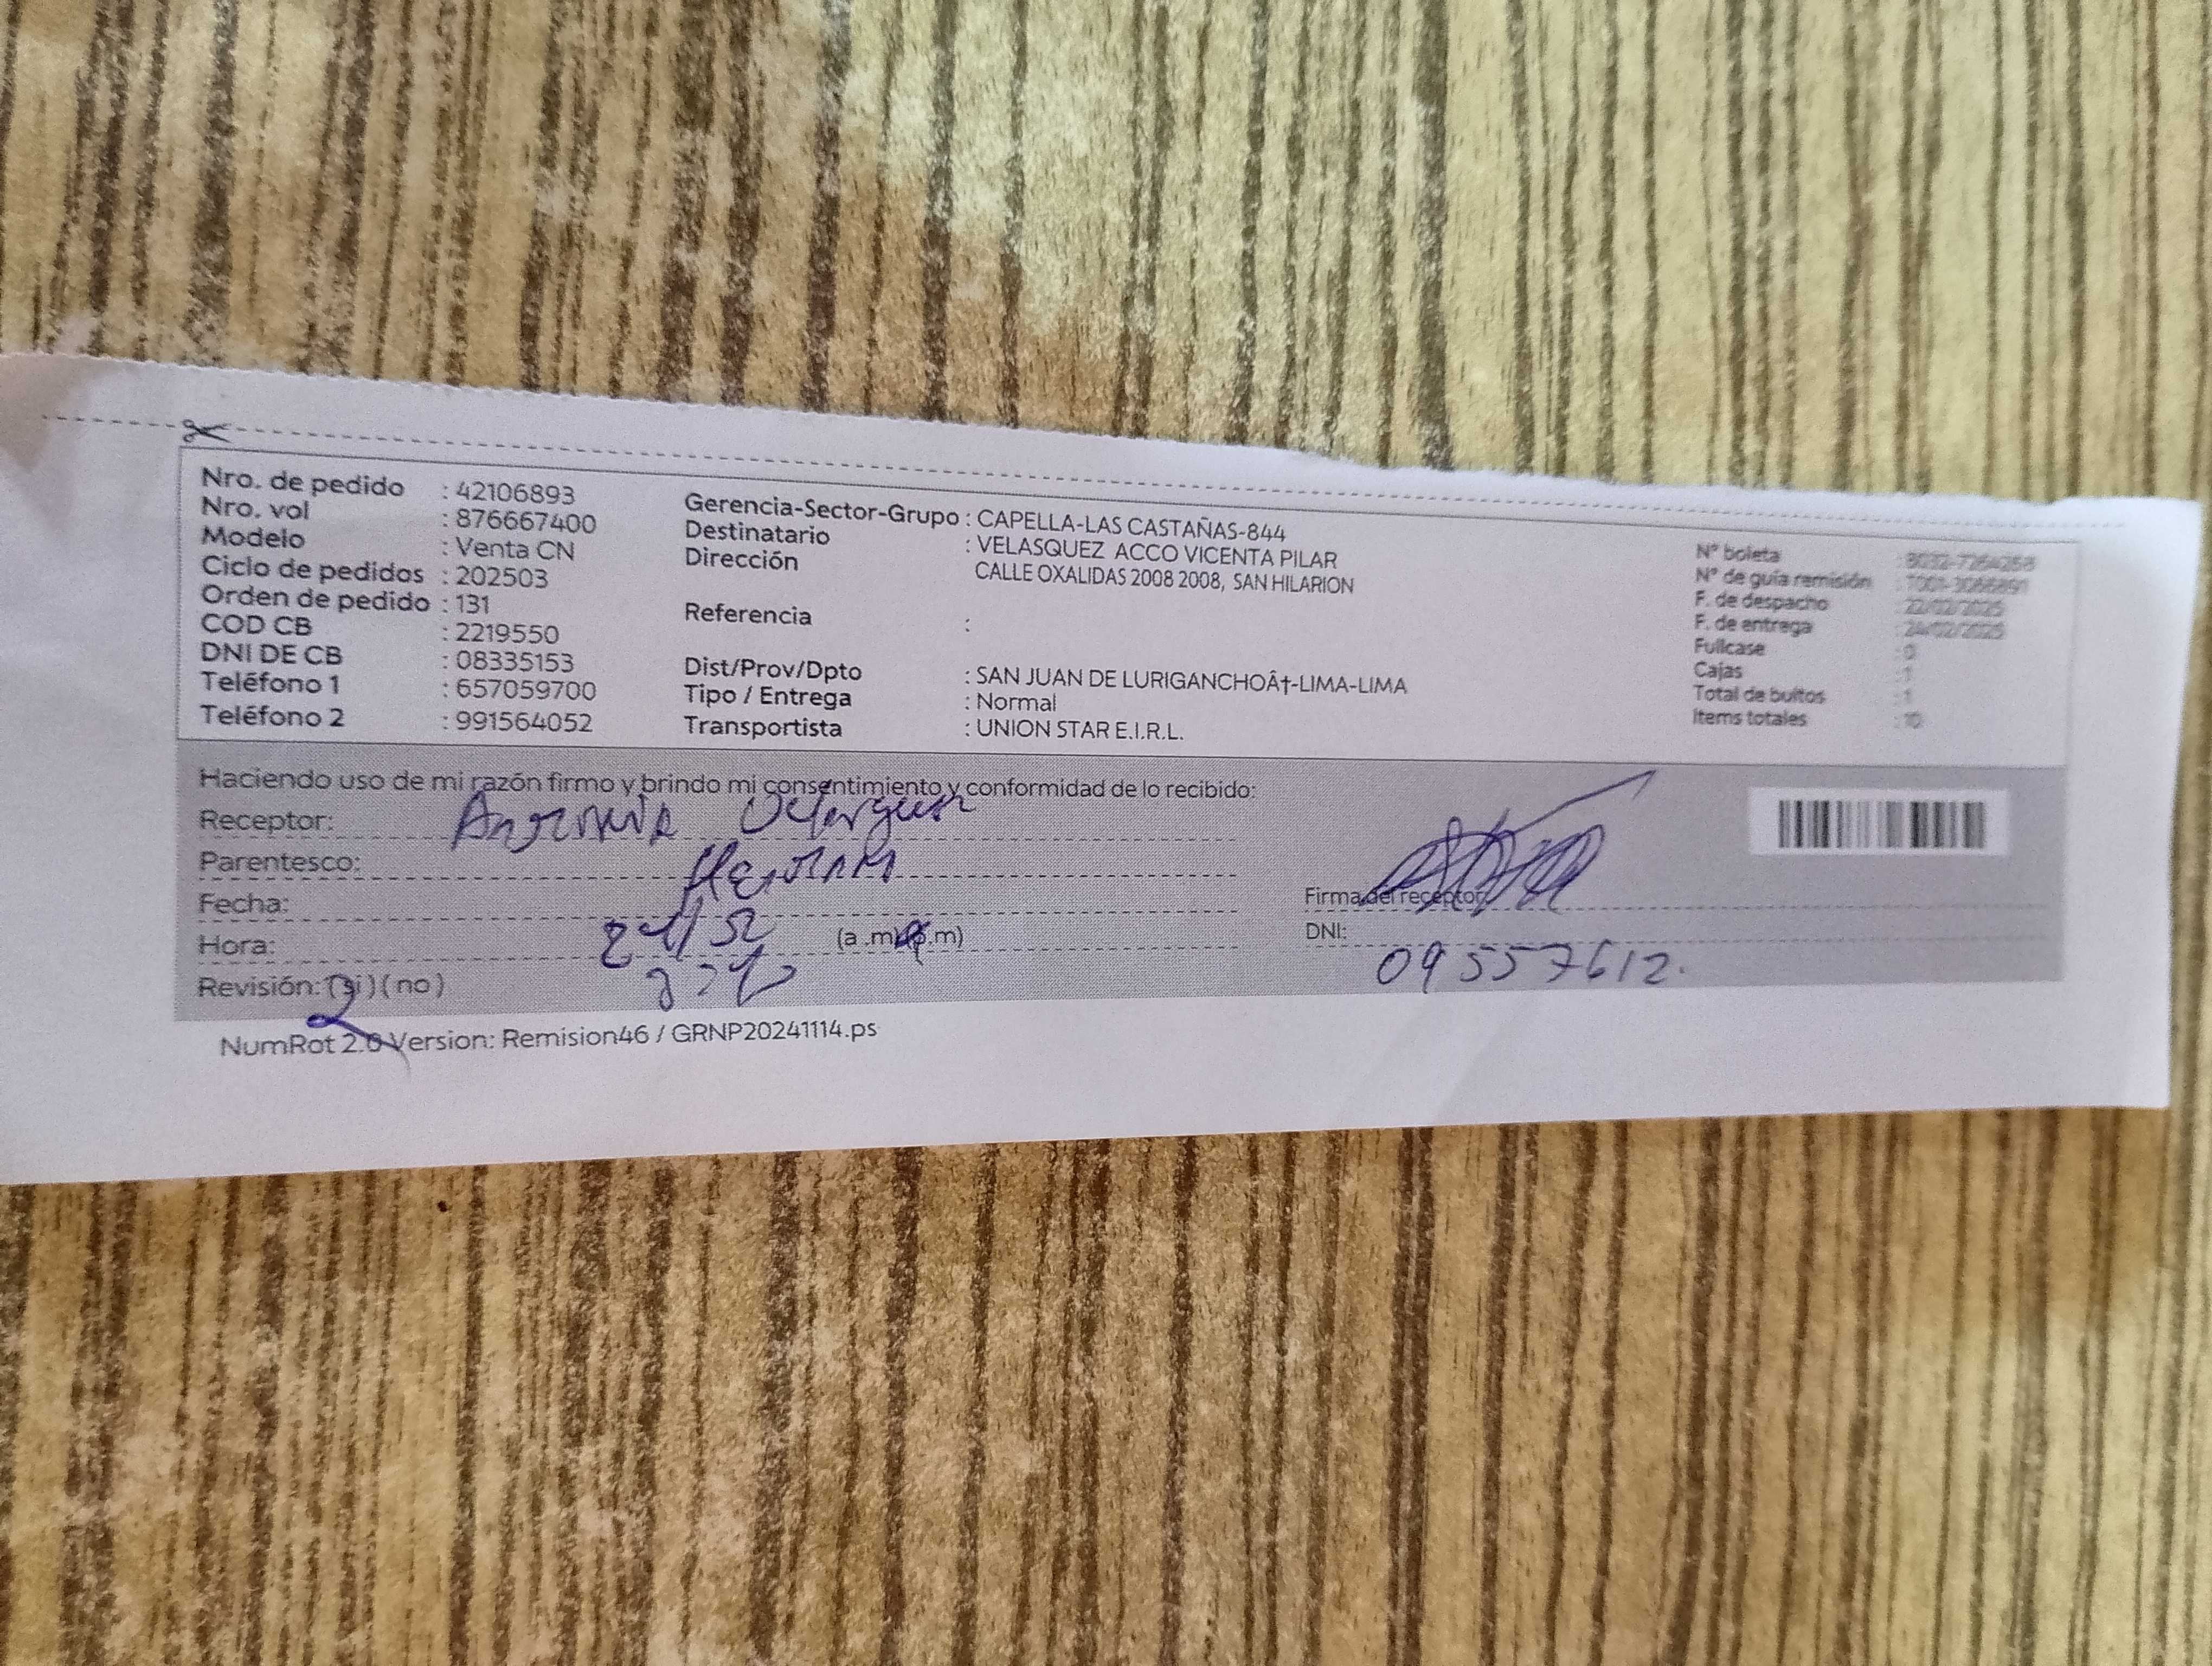 Nro. de pedido : 42106893
Nro. vol : 876667400
Modelo : Venta CN
Ciclo de pedidos : 202503
Orden de pedido : 131
COD CB : 2219550
DNI DE CB : 08335153
Teléfono 1 : 657059700
Teléfono 2 : 991564052
Gerencia-Sector-Grupo : CAPELLA-LAS CASTAÑAS-844
Destinatario : VELASQUEZ ACCO VICENTA PILAR
Dirección CALLE OXALIDAS 2008 2008, SAN HILARION
Referencia :
Dist/Prov/Dpto : SAN JUAN DE LURIGANCHOÂ†-LIMA-LIMA
Tipo / Entrega : Normal
Transportista : UNION STAR E.I.R.L.
N° boleta
N° de guía remisión
F. de despacho : 22/02/2025
F. de entrega : 24/02/2025
Fullcase : 0
Cajas : 1
Total de bultos : 1
Items totales : 10
Haciendo uso de mi razón firmo y brindo mi consentimiento y conformidad de lo recibido:
Receptor:
Parentesco:
Fecha:
Hora: (a .m) (p.m)
Revisión: (si) (no)
Firma del receptor:
DNI: 09557612.
NumRot 2.0 Version: Remision46 / GRNP20241114.ps